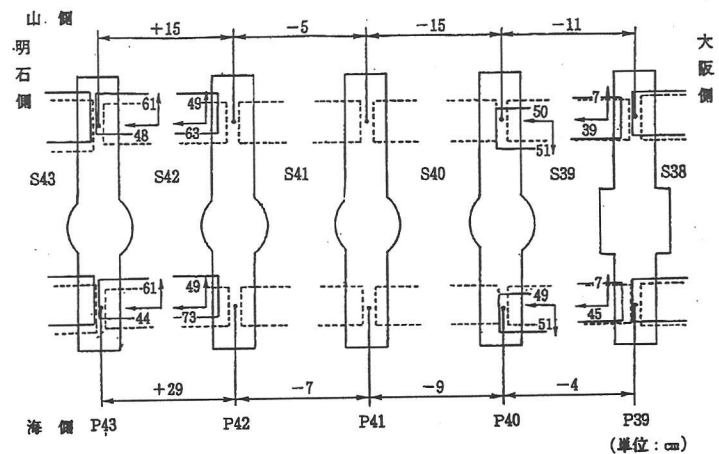 山側
+15 -5 -15 -11
明石側
大阪側
61 49 50 -7
48 63 51 39
S43 S42 S41 S40 S39 S38
61 49 49 -7
44 -73 51 45
+29 -7 -9 -4
海側 P43 P42 P41 P40 P39
(単位:cm)